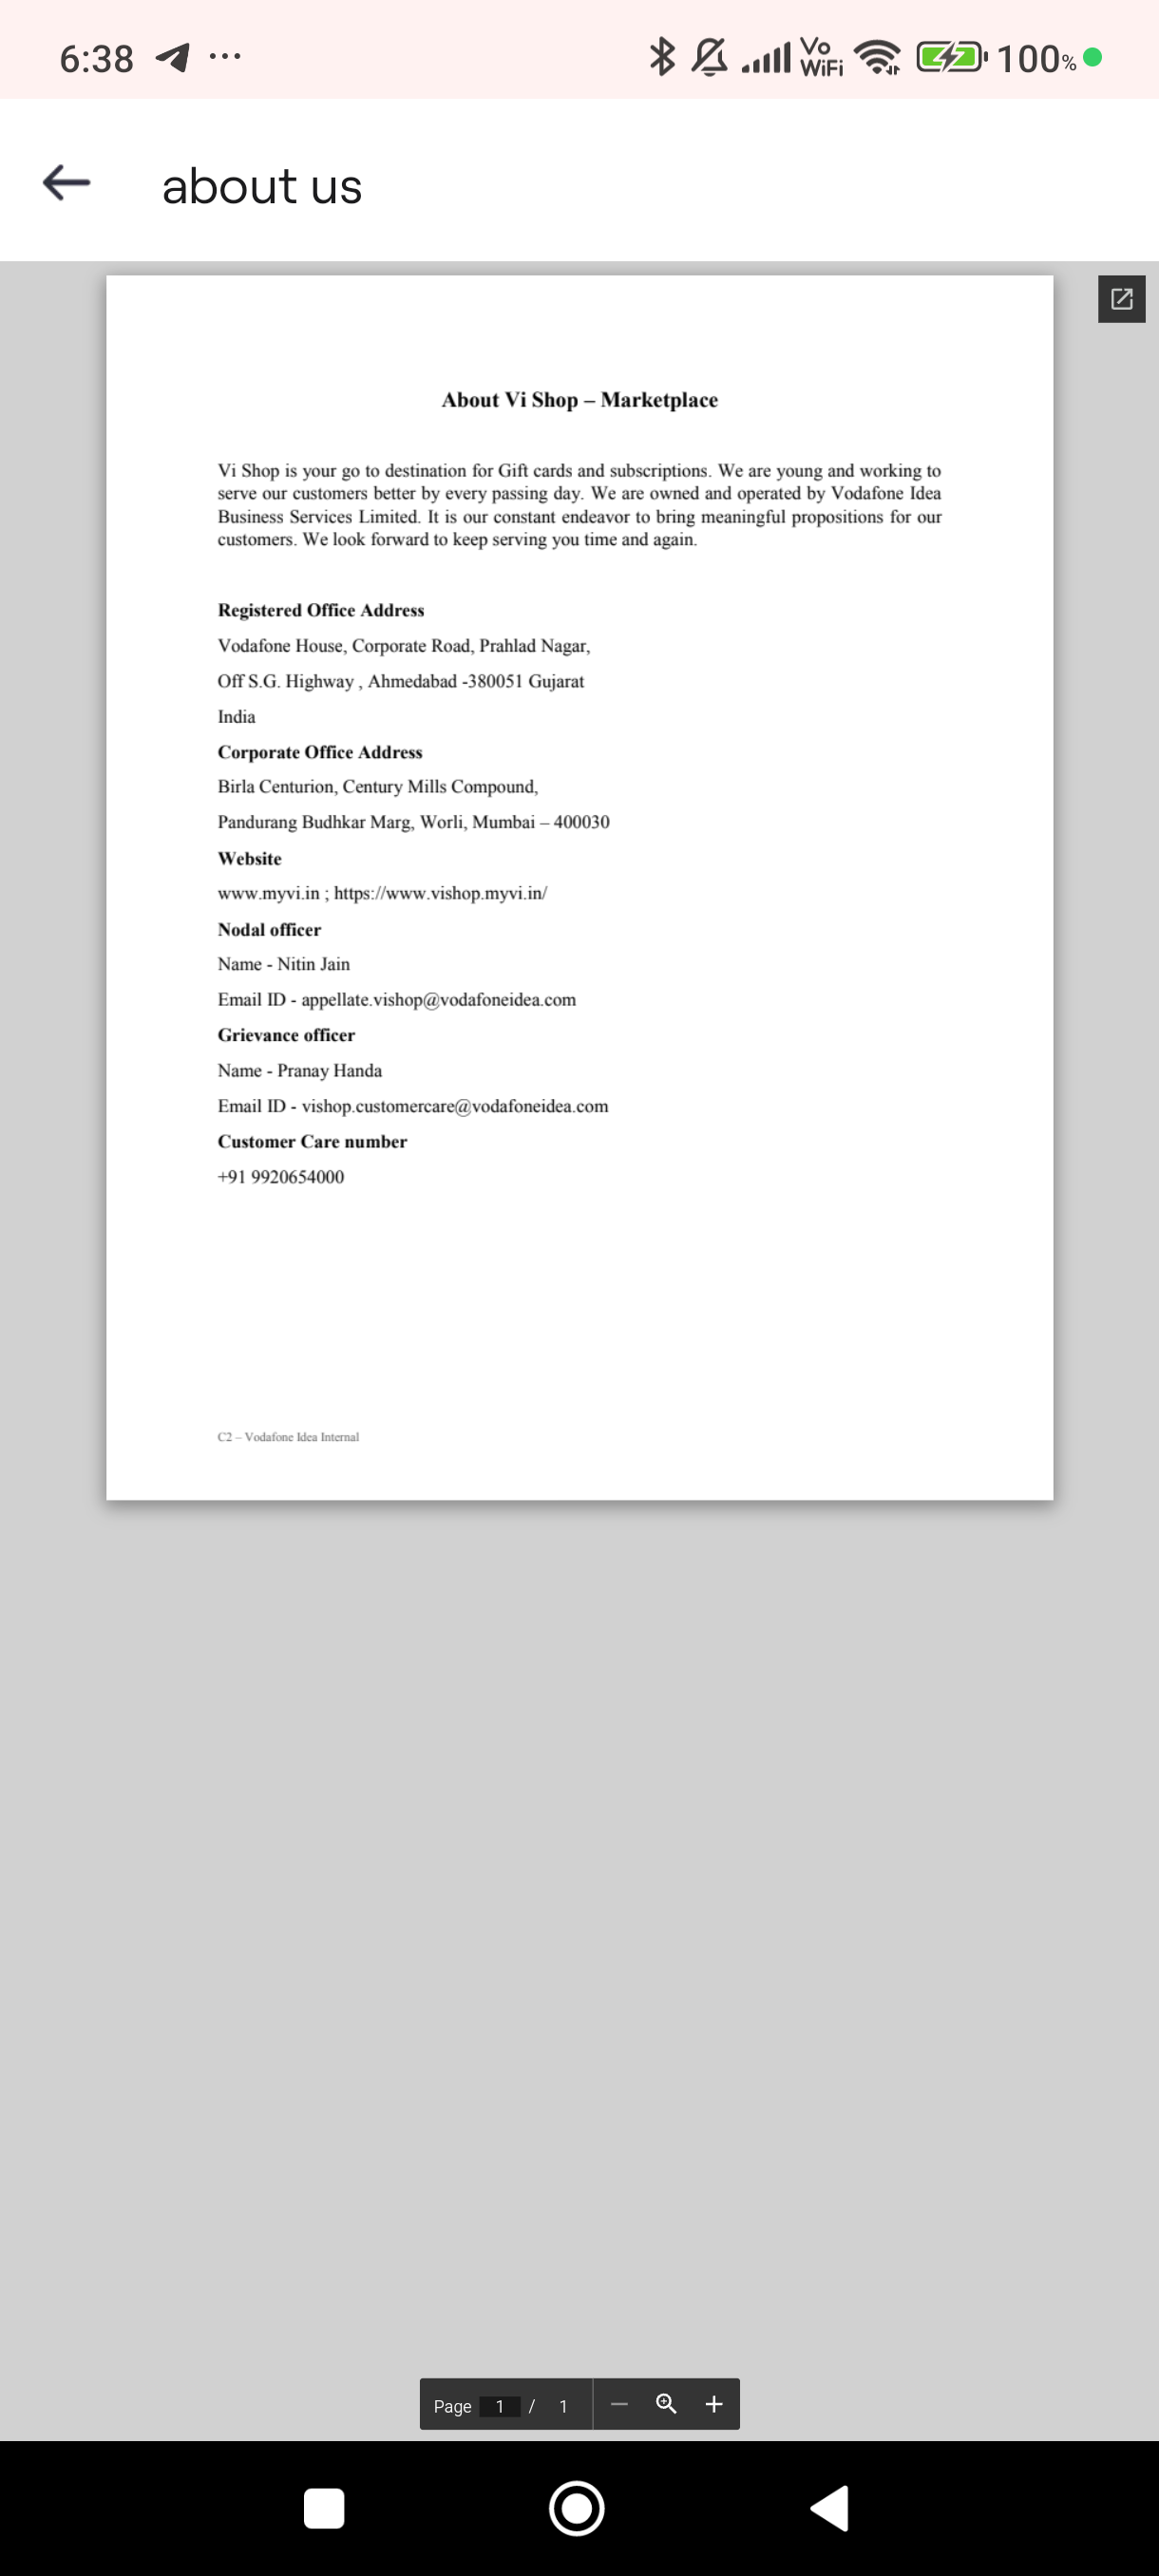 6:38 ... Vo WiFi 100%
about us
About Vi Shop – Marketplace
Vi Shop is your go to destination for Gift cards and subscriptions. We are young and working to
serve our customers better by every passing day. We are owned and operated by Vodafone Idea
Business Services Limited. It is our constant endeavor to bring meaningful propositions for our
customers. We look forward to keep serving you time and again.
Registered Office Address
Vodafone House, Corporate Road, Prahlad Nagar,
Off S.G. Highway , Ahmedabad -380051 Gujarat
India
Corporate Office Address
Birla Centurion, Century Mills Compound,
Pandurang Budhkar Marg, Worli, Mumbai – 400030
Website
www.myvi.in ; https://www.vishop.myvi.in/
Nodal officer
Name - Nitin Jain
Email ID - appellate.vishop@vodafoneidea.com
Grievance officer
Name - Pranay Handa
Email ID - vishop.customercare@vodafoneidea.com
Customer Care number
+91 9920654000
C2 – Vodafone Idea Internal
Page 1 / 1